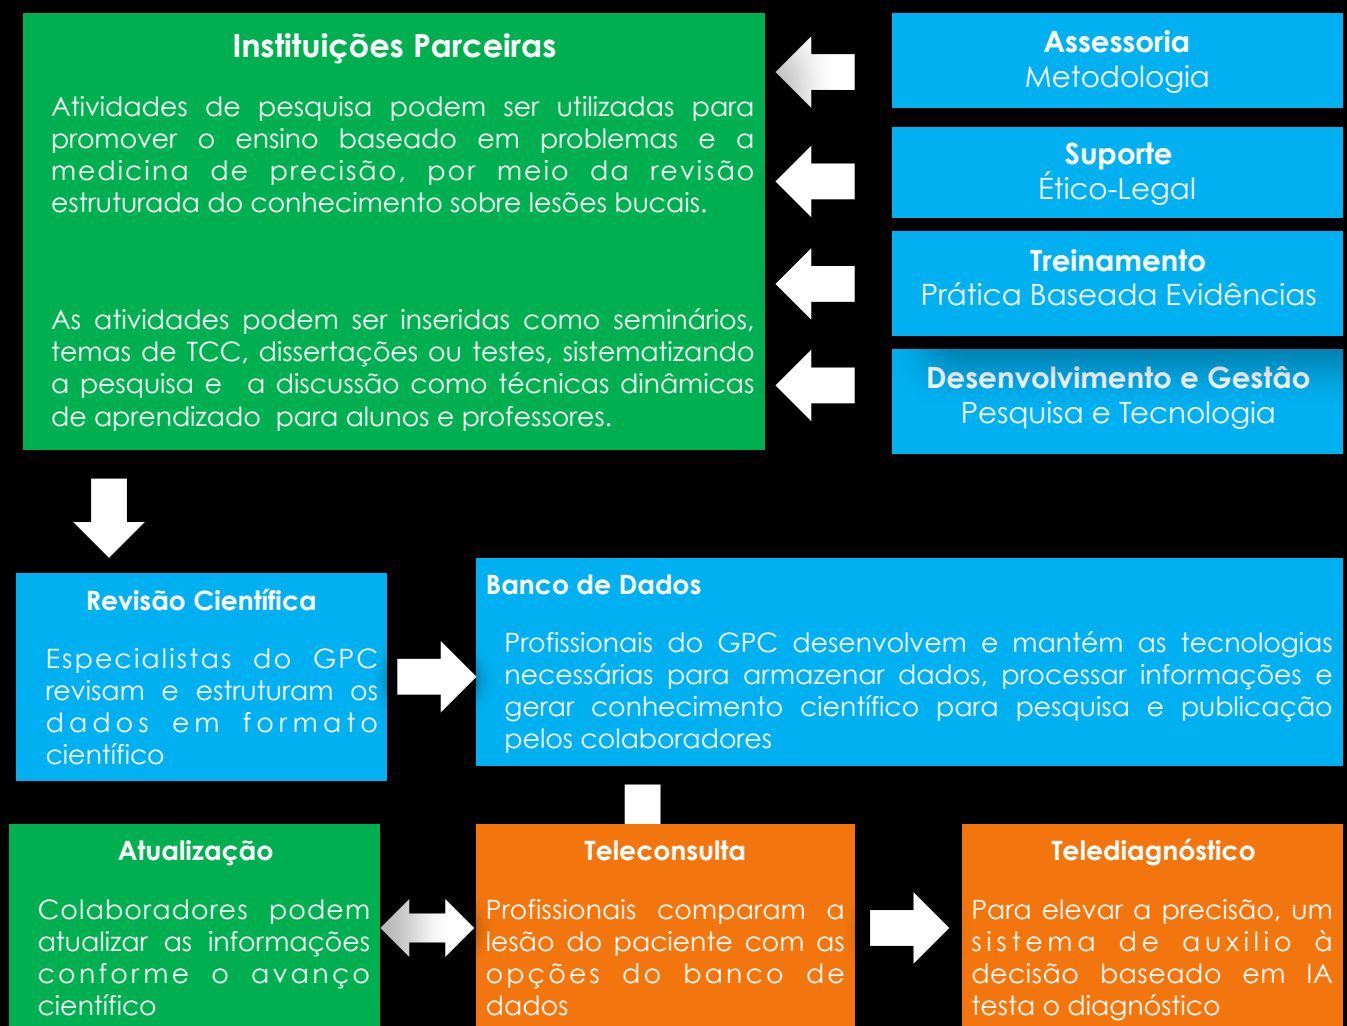 Instituições Parceiras
Atividades de pesquisa podem ser utilizadas para
promover o ensino baseado em problemas e a
medicina de precisão, por meio da revisão
estruturada do conhecimento sobre lesões bucais.
As atividades podem ser inseridas como seminários,
temas de TCC, dissertações ou testes, sistematizando
a pesquisa e a discussão como técnicas dinâmicas
de aprendizado para alunos e professores.
Assessoria
Metodologia
Suporte
Ético-Legal
Treinamento
Prática Baseada Evidências
Desenvolvimento e Gestâo
Pesquisa e Tecnologia
Revisão Científica
Especialistas do GPC
revisam e estruturam os
dados em formato
científico
Banco de Dados
Profissionais do GPC desenvolvem e mantém as tecnologias
necessárias para armazenar dados, processar informações e
gerar conhecimento científico para pesquisa e publicação
pelos colaboradores
Atualização
Colaboradores podem
atualizar as informações
conforme o avanço
científico
Teleconsulta
Profissionais comparam a
lesão do paciente com as
opções do banco de
dados
Telediagnóstico
Para elevar a precisão, um
sistema de auxilio à
decisão baseado em IA
testa o diagnóstico